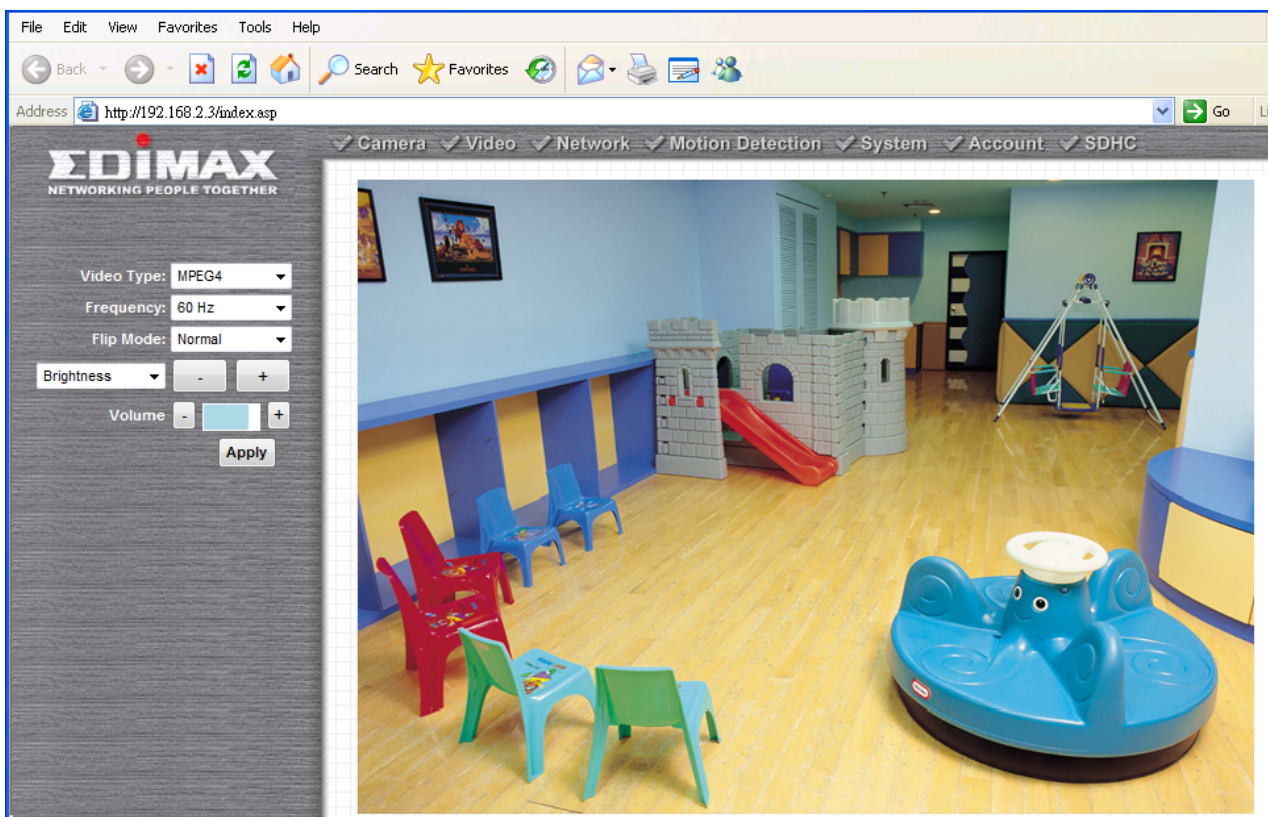 File Edit View Favorites Tools Help
Back Search Favorites
Address http://192.168.2.3/index.asp Go
EDIMAX
NETWORKING PEOPLE TOGETHER
Camera Video Network Motion Detection System Account SDHC
Video Type: MPEG4
Frequency: 60 Hz
Flip Mode: Normal
Brightness - +
Volume - +
Apply